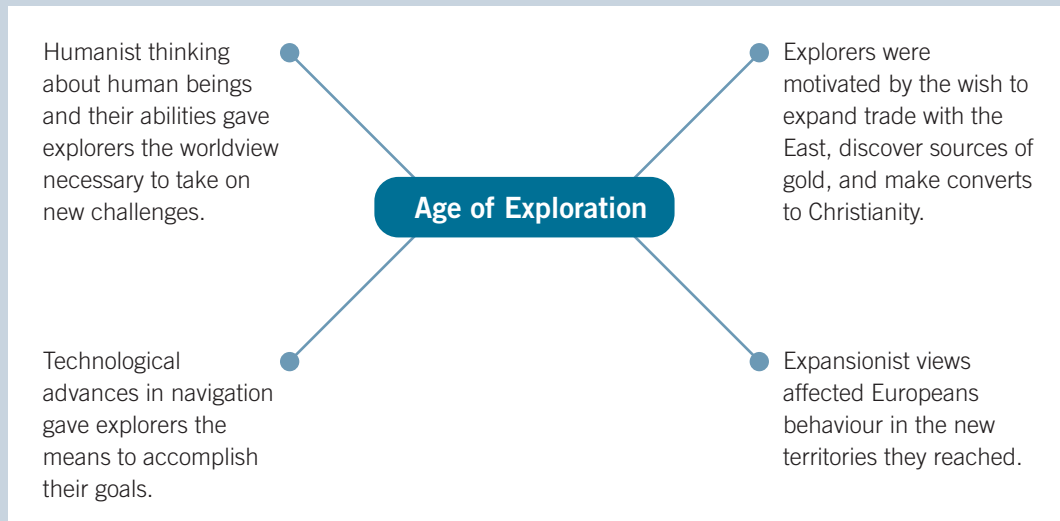 Humanist thinking
about human beings
and their abilities gave
explorers the worldview
necessary to take on
new challenges.
Explorers were
motivated by the wish to
expand trade with the
East, discover sources of
gold, and make converts
to Christianity.
Age of Exploration
Technological
advances in navigation
gave explorers the
means to accomplish
their goals.
Expansionist views
affected Europeans
behaviour in the new
territories they reached.